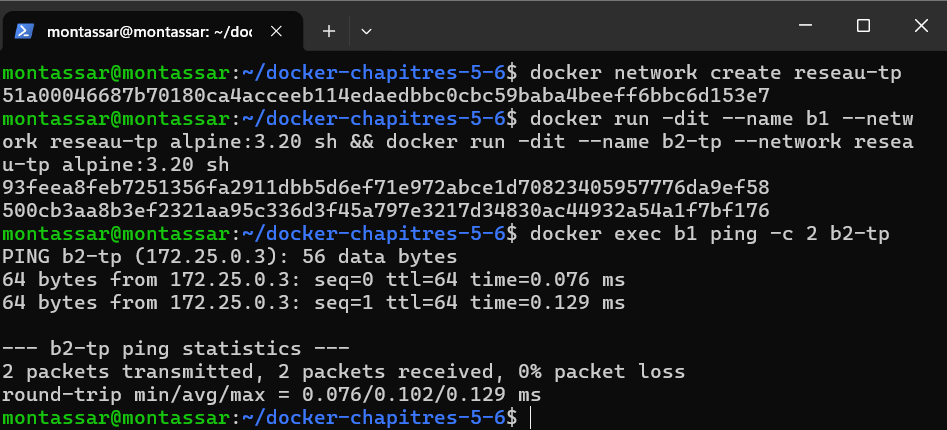 montassar@montassar: ~/doc
montassar@montassar:~/docker-chapitres-5-6$ docker network create reseau-tp
51a00046687b70180ca4acceeb114edaedbbc0cbc59baba4beeff6bbc6d153e7
montassar@montassar:~/docker-chapitres-5-6$ docker run -dit --name b1 --netw
ork reseau-tp alpine:3.20 sh && docker run -dit --name b2-tp --network resea
u-tp alpine:3.20 sh
93feea8feb7251356fa2911dbb5d6ef71e972abce1d70823405957776da9ef58
500cb3aa8b3ef2321aa95c336d3f45a797e3217d34830ac44932a54a1f7bf176
montassar@montassar:~/docker-chapitres-5-6$ docker exec b1 ping -c 2 b2-tp
PING b2-tp (172.25.0.3): 56 data bytes
64 bytes from 172.25.0.3: seq=0 ttl=64 time=0.076 ms
64 bytes from 172.25.0.3: seq=1 ttl=64 time=0.129 ms
--- b2-tp ping statistics ---
2 packets transmitted, 2 packets received, 0% packet loss
round-trip min/avg/max = 0.076/0.102/0.129 ms
montassar@montassar:~/docker-chapitres-5-6$